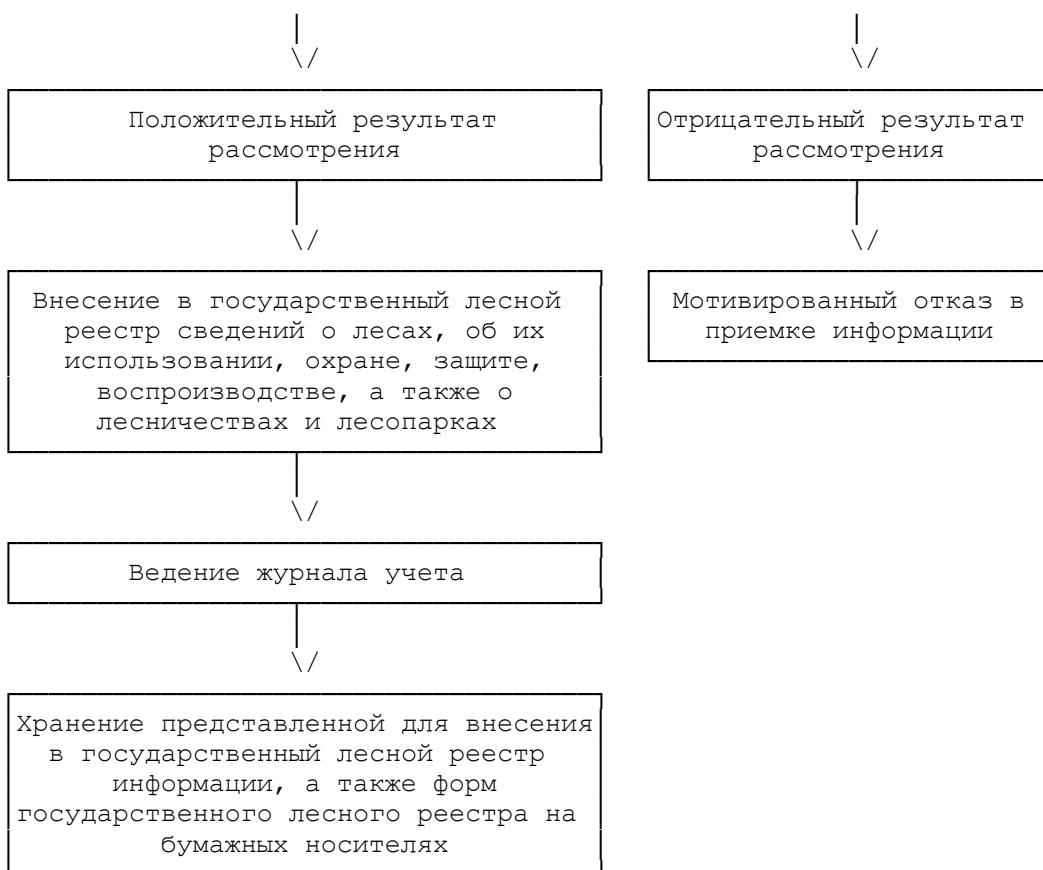 Положительный результат
рассмотрения
Отрицательный результат
рассмотрения
Внесение в государственный лесной
реестр сведений о лесах, об их
использовании, охране, защите,
воспроизводстве, а также о
лесничествах и лесопарках
Мотивированный отказ в
приемке информации
Ведение журнала учета
Хранение представленной для внесения
в государственный лесной реестр
информации, а также форм
государственного лесного реестра на
бумажных носителях